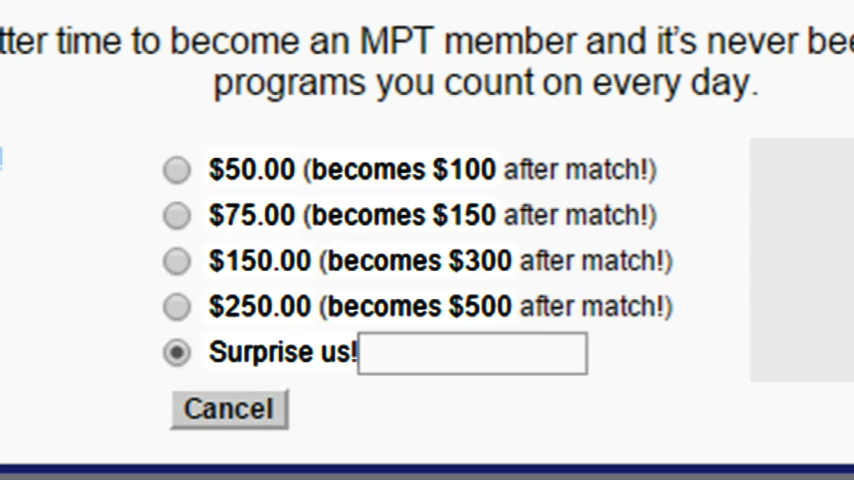 tter time to become an MPT member and it's never bee
programs you count on every day.
!
$50.00 (becomes $100 after match!)
$75.00 (becomes $150 after match!)
$150.00 (becomes $300 after match!)
$250.00 (becomes $500 after match!)
Surprise us!
Cancel